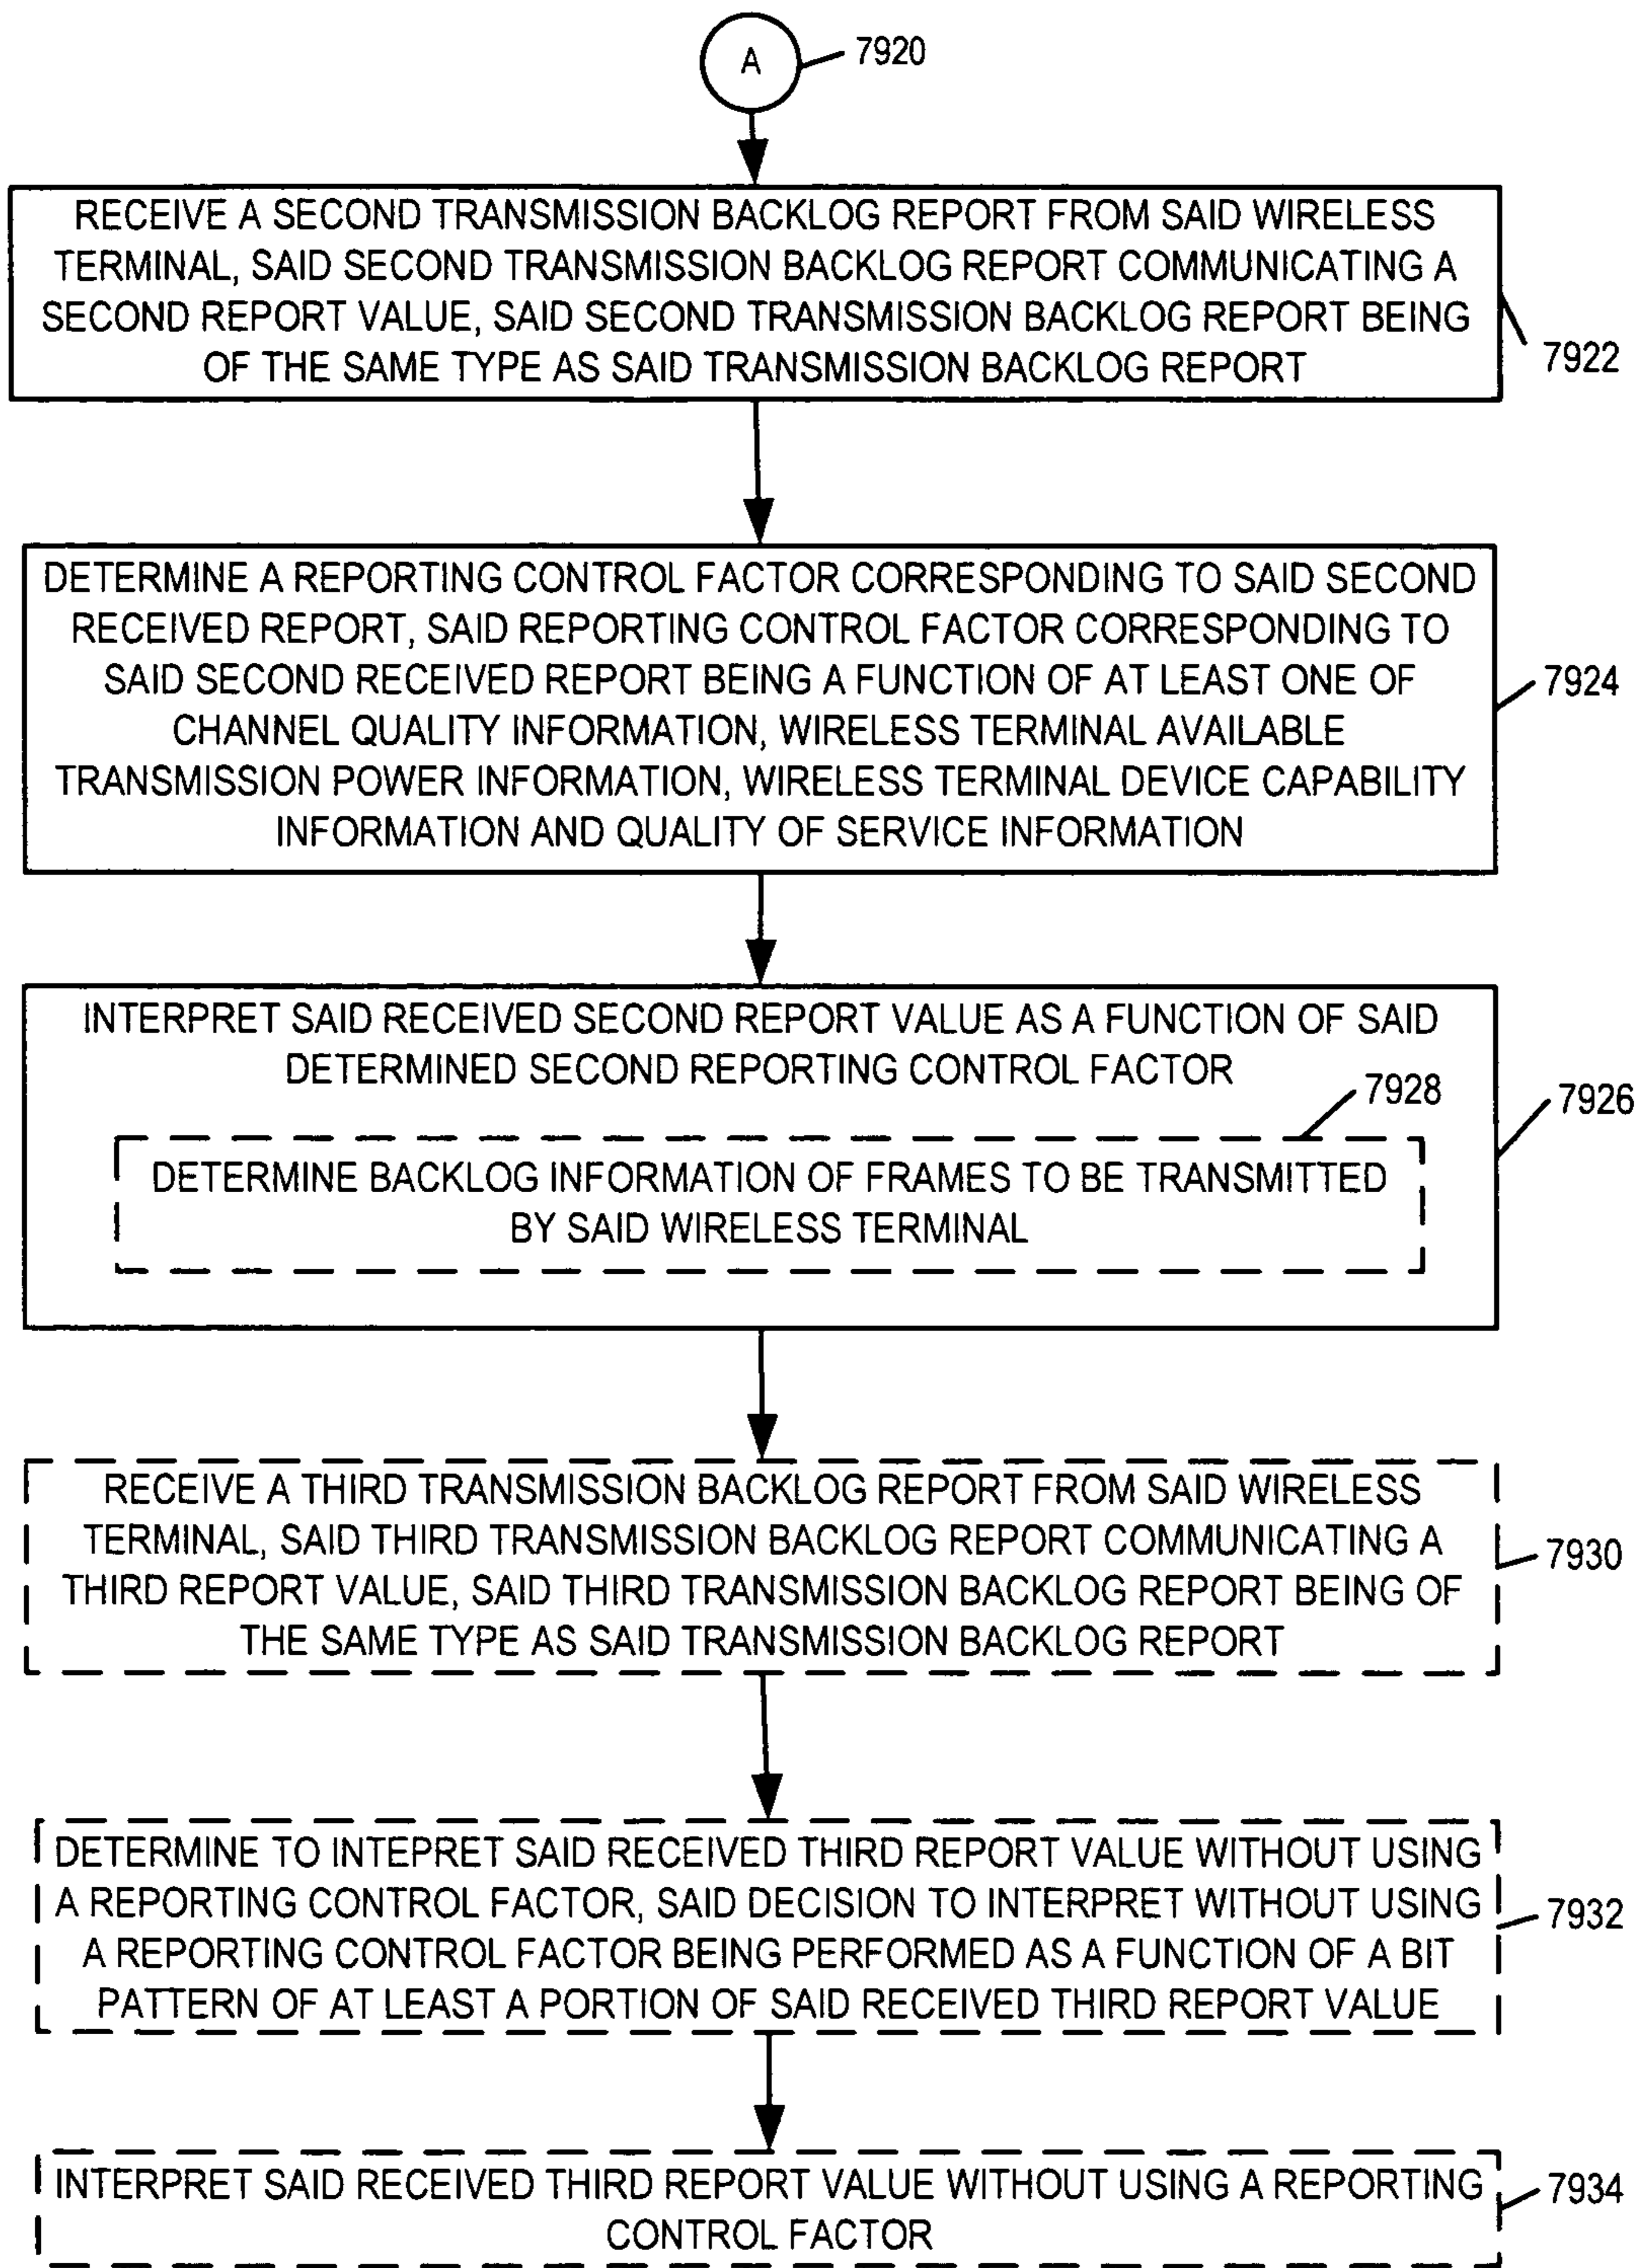 A
7920
RECEIVE A SECOND TRANSMISSION BACKLOG REPORT FROM SAID WIRELESS
TERMINAL, SAID SECOND TRANSMISSION BACKLOG REPORT COMMUNICATING A
SECOND REPORT VALUE, SAID SECOND TRANSMISSION BACKLOG REPORT BEING
OF THE SAME TYPE AS SAID TRANSMISSION BACKLOG REPORT
7922
DETERMINE A REPORTING CONTROL FACTOR CORRESPONDING TO SAID SECOND
RECEIVED REPORT, SAID REPORTING CONTROL FACTOR CORRESPONDING TO
SAID SECOND RECEIVED REPORT BEING A FUNCTION OF AT LEAST ONE OF
CHANNEL QUALITY INFORMATION, WIRELESS TERMINAL AVAILABLE
TRANSMISSION POWER INFORMATION, WIRELESS TERMINAL DEVICE CAPABILITY
INFORMATION AND QUALITY OF SERVICE INFORMATION
7924
INTERPRET SAID RECEIVED SECOND REPORT VALUE AS A FUNCTION OF SAID
DETERMINED SECOND REPORTING CONTROL FACTOR
7928
7926
DETERMINE BACKLOG INFORMATION OF FRAMES TO BE TRANSMITTED
BY SAID WIRELESS TERMINAL
RECEIVE A THIRD TRANSMISSION BACKLOG REPORT FROM SAID WIRELESS
TERMINAL, SAID THIRD TRANSMISSION BACKLOG REPORT COMMUNICATING A
THIRD REPORT VALUE, SAID THIRD TRANSMISSION BACKLOG REPORT BEING OF
THE SAME TYPE AS SAID TRANSMISSION BACKLOG REPORT
7930
DETERMINE TO INTEPRET SAID RECEIVED THIRD REPORT VALUE WITHOUT USING
A REPORTING CONTROL FACTOR, SAID DECISION TO INTERPRET WITHOUT USING
A REPORTING CONTROL FACTOR BEING PERFORMED AS A FUNCTION OF A BIT
PATTERN OF AT LEAST A PORTION OF SAID RECEIVED THIRD REPORT VALUE
7932
INTERPRET SAID RECEIVED THIRD REPORT VALUE WITHOUT USING A REPORTING
CONTROL FACTOR
7934